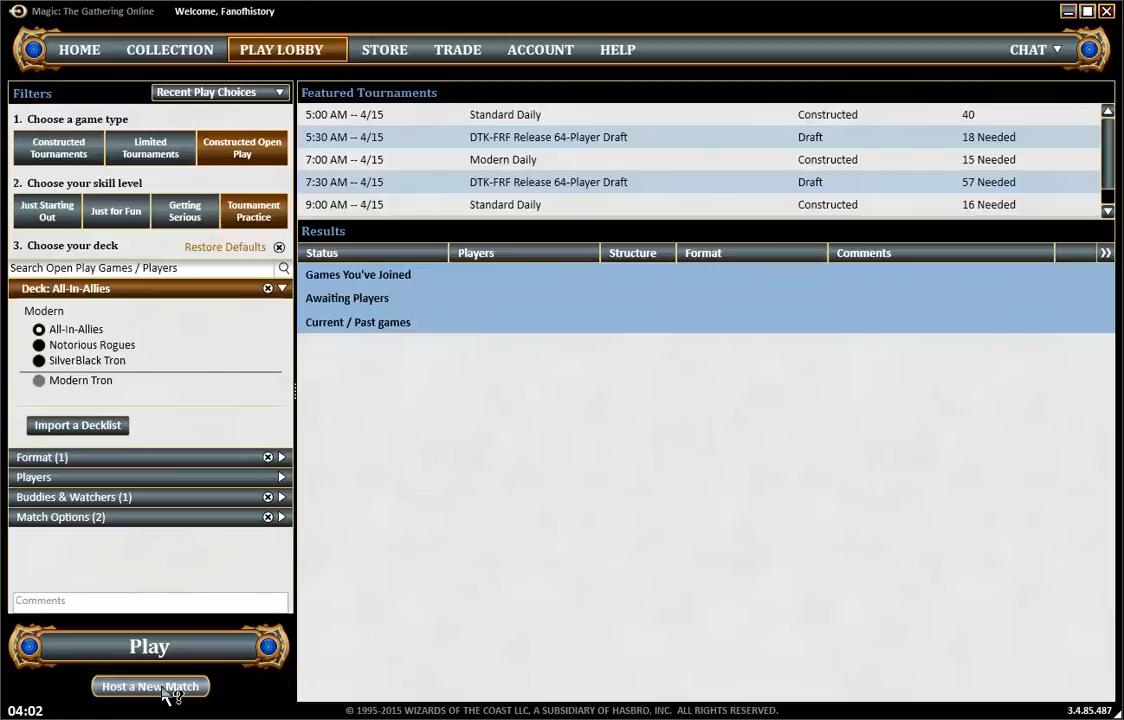 Magic: The Gathering Online Welcome, Fanofhistory
HOME COLLECTION PLAY LOBBY STORE TRADE ACCOUNT HELP CHAT
Filters Recent Play Choices
1. Choose a game type
Constructed Tournaments Limited Tournaments Constructed Open Play
2. Choose your skill level
Just Starting Out Just for Fun Getting Serious Tournament Practice
3. Choose your deck Restore Defaults
Search Open Play Games / Players
Deck: All-In-Allies
Modern
All-In-Allies
Notorious Rogues
SilverBlack Tron
Modern Tron
Import a Decklist
Format (1)
Players
Buddies & Watchers (1)
Match Options (2)
Comments
Play
Host a New Match
04:02
Featured Tournaments
5:00 AM -- 4/15 Standard Daily Constructed 40
5:30 AM -- 4/15 DTK-FRF Release 64-Player Draft Draft 18 Needed
7:00 AM -- 4/15 Modern Daily Constructed 15 Needed
7:30 AM -- 4/15 DTK-FRF Release 64-Player Draft Draft 57 Needed
9:00 AM -- 4/15 Standard Daily Constructed 16 Needed
Results
Status Players Structure Format Comments
Games You've Joined
Awaiting Players
Current / Past games
© 1995-2015 WIZARDS OF THE COAST LLC, A SUBSIDIARY OF HASBRO, INC. ALL RIGHTS RESERVED.
3.4.85.487